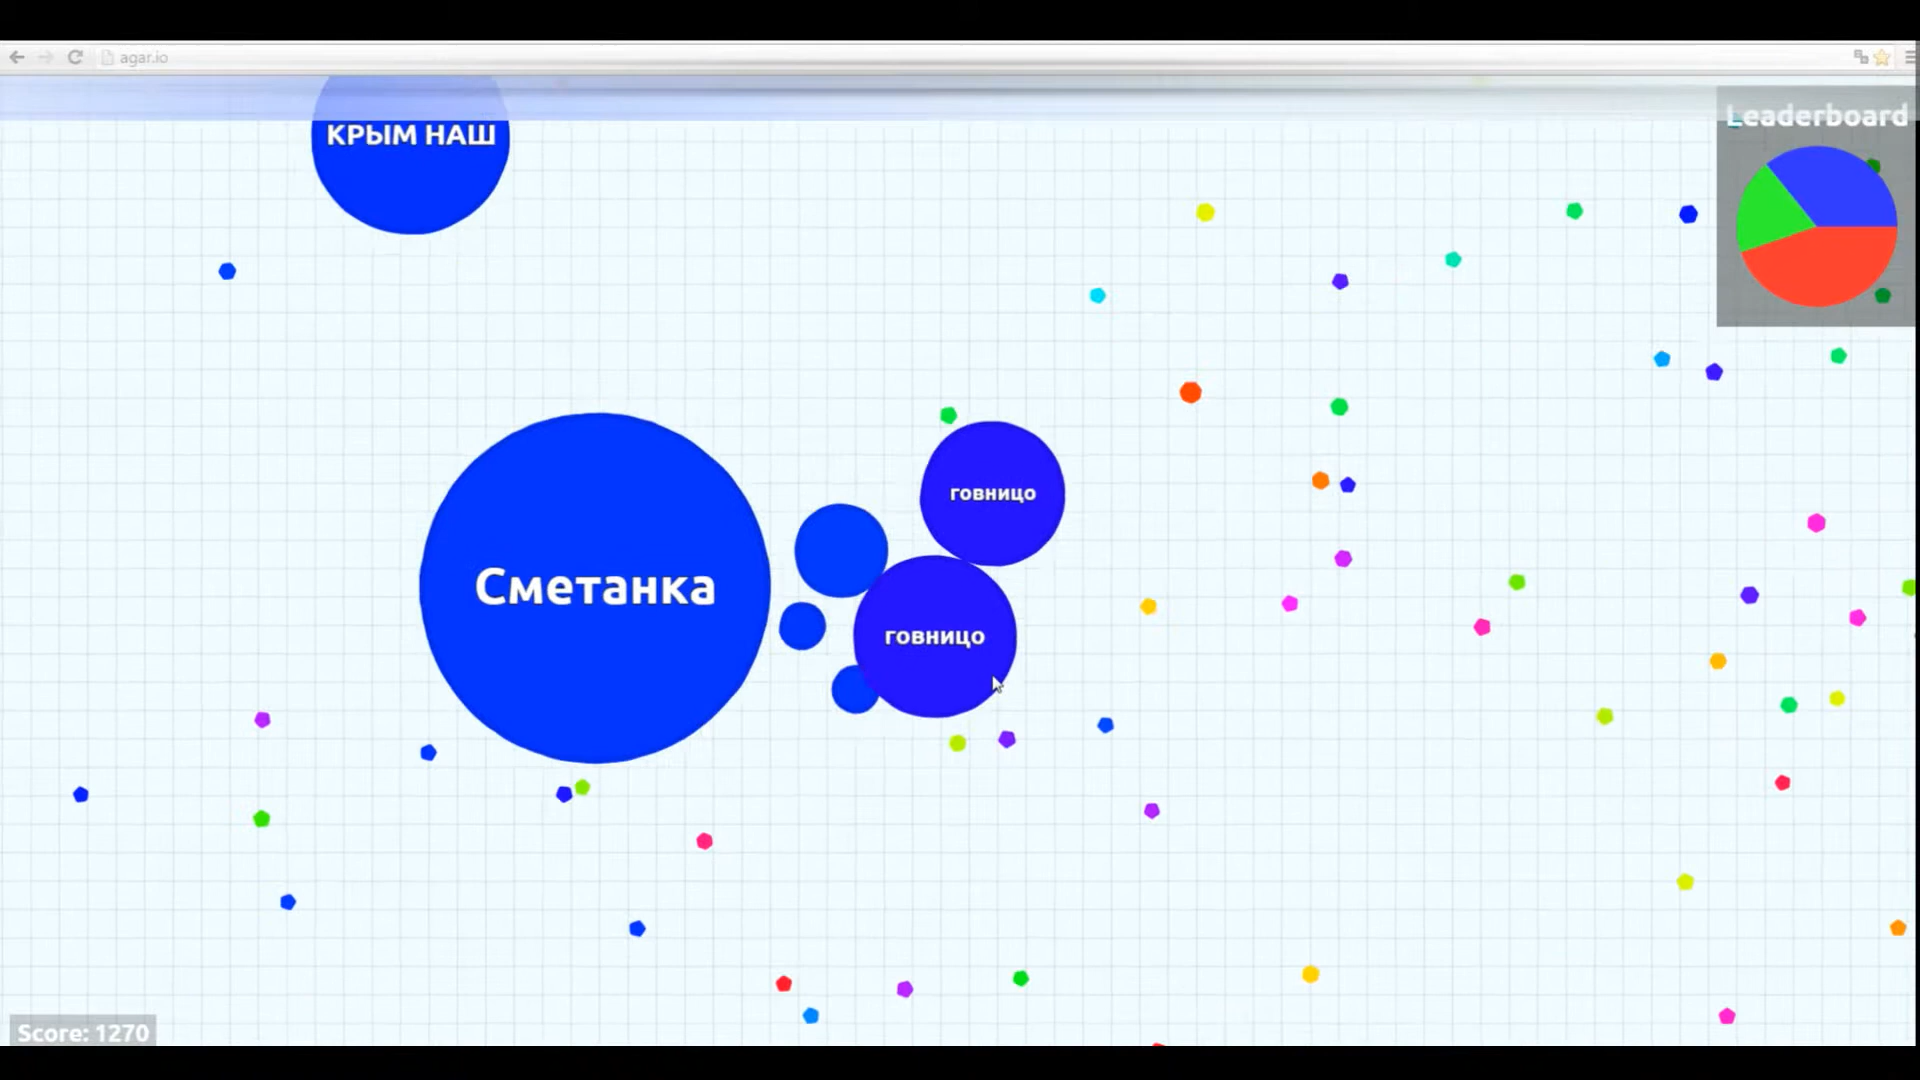 agar.io
КРЫМ НАШ
Leaderboard
говницо
Сметанка
говницо
Score: 1270